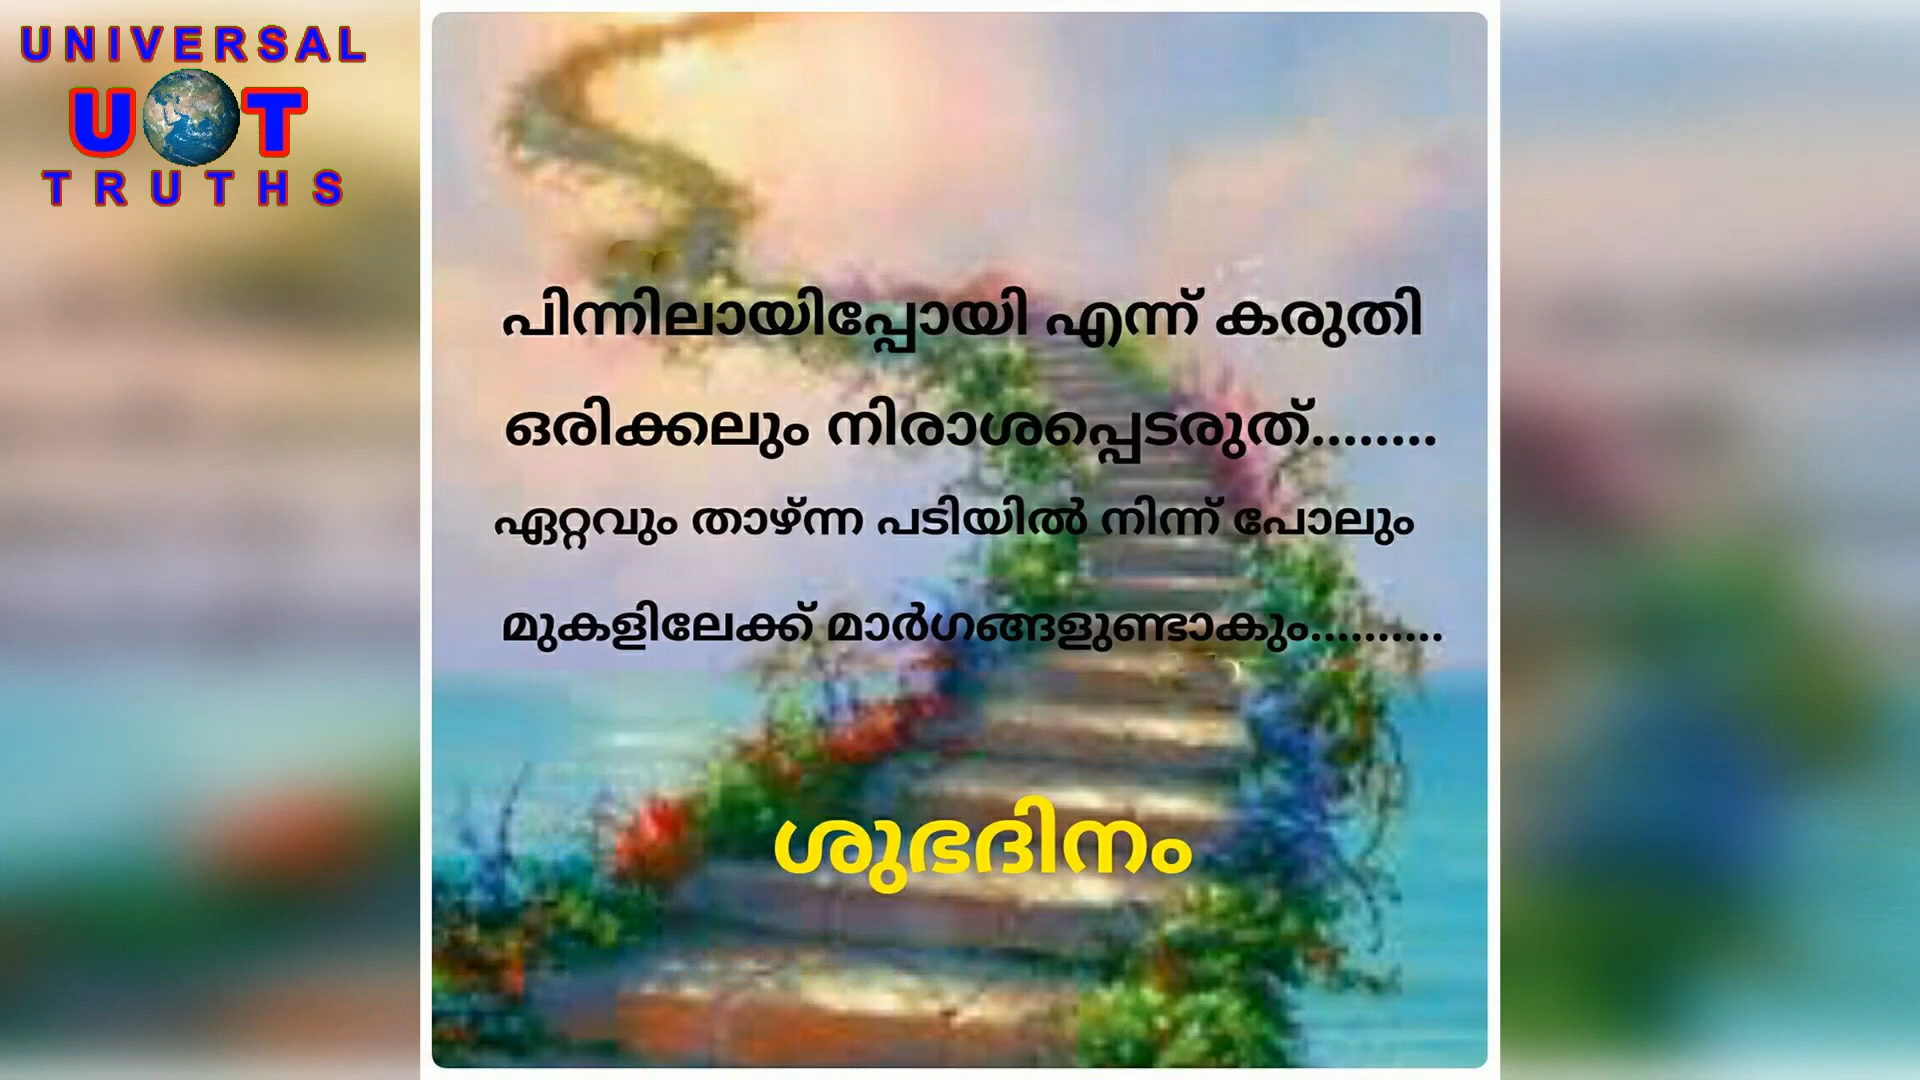 UNIVERSAL
U T
TRUTHS
പിന്നിലായിപ്പോയി എന്ന് കരുതി
ഒരിക്കലും നിരാശപ്പെടരുത്........
ഏറ്റവും താഴ്ന്ന പടിയിൽ നിന്ന് പോലും
മുകളിലേക്ക് മാർഗങ്ങളുണ്ടാകും..........
ശുഭദിനം